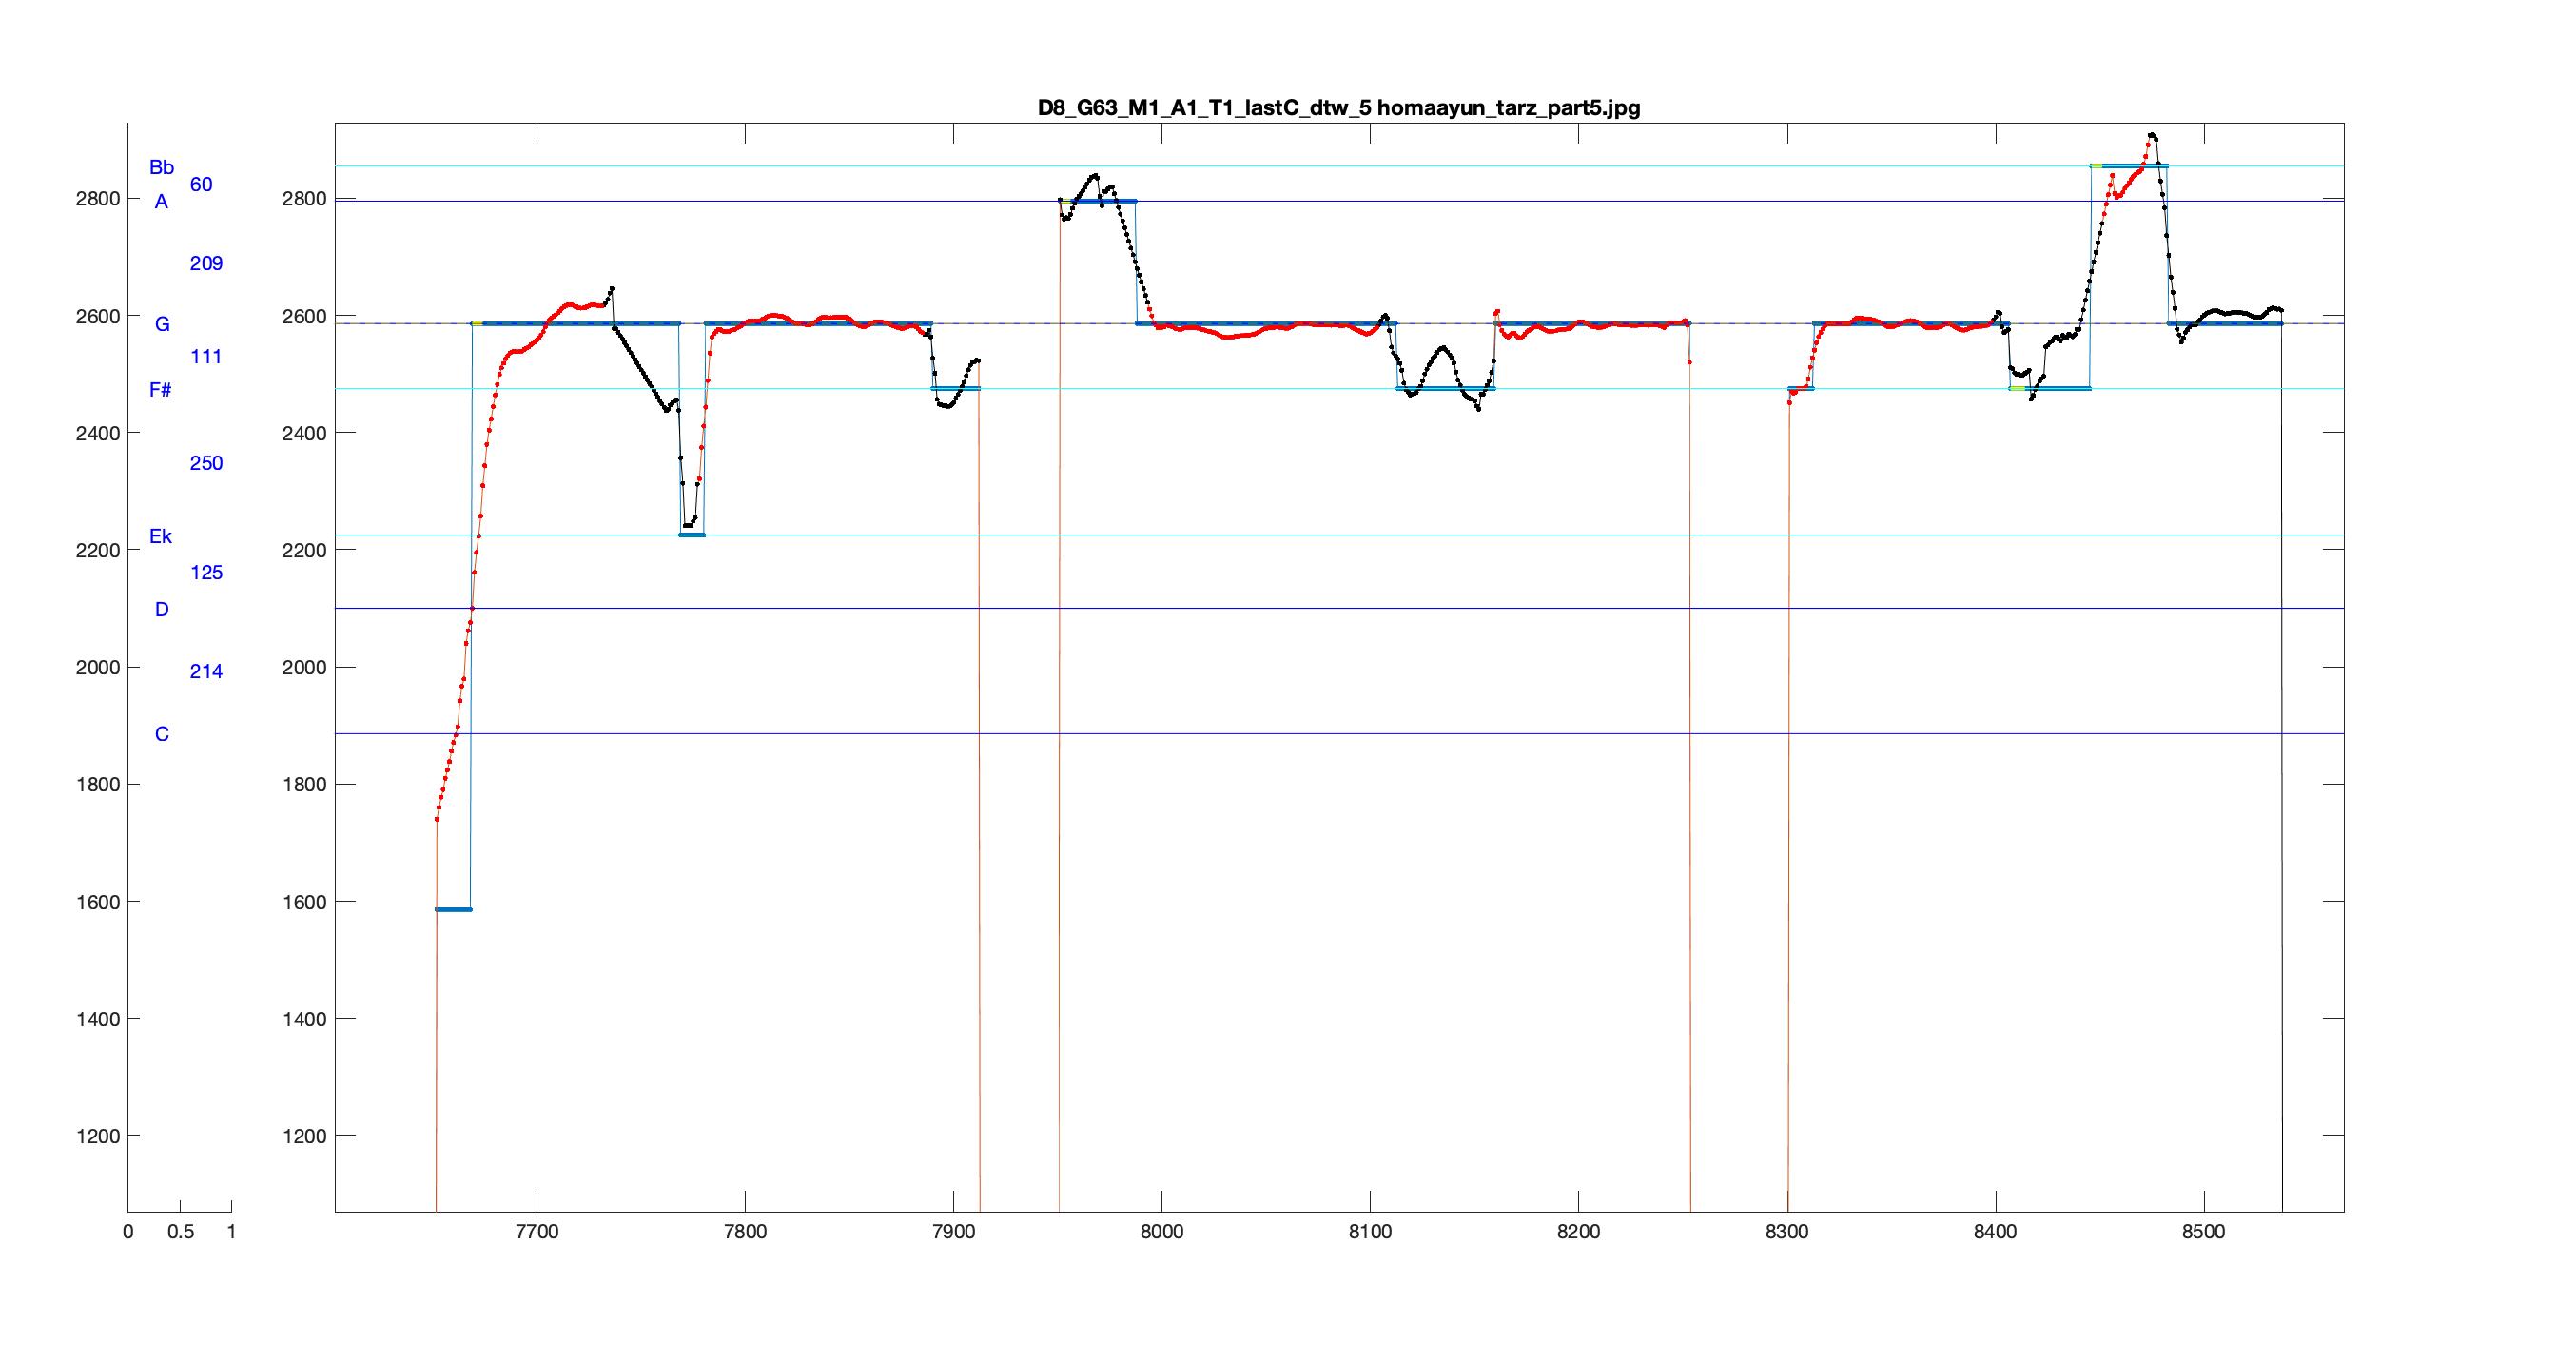 D8_G63_M1_A1_T1_lastC_dtw_5 homaayun_tarz_part5.jpg
Bb
60
2800 A 2800
209
2600 G 2600
111
F#
2400 2400
250
Ek
2200 2200
125
D
2000 2000
214
C
1800 1800
1600 1600
1400 1400
1200 1200
0 0.5 1 7700 7800 7900 8000 8100 8200 8300 8400 8500